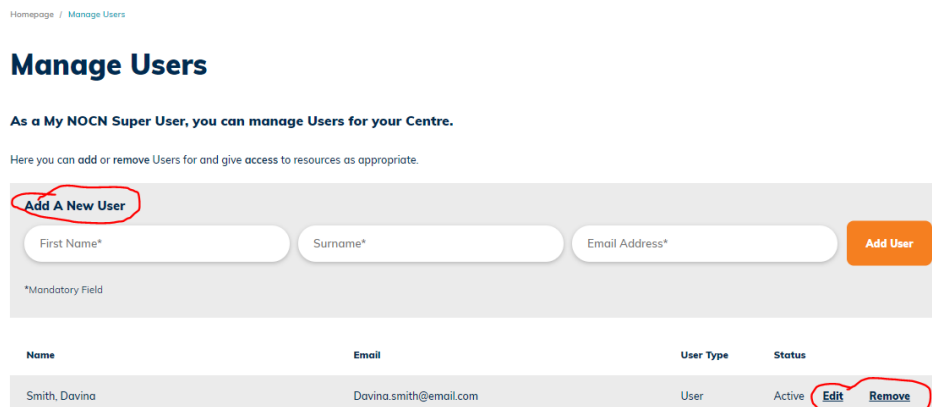 Homepage / Manage Users
Manage Users
As a My NOCN Super User, you can manage Users for your Centre.
Here you can add or remove Users for and give access to resources as appropriate.
Add A New User
First Name* Surname* Email Address* Add User
*Mandatory Field
Name Email User Type Status
Smith, Davina Davina.smith@email.com User Active Edit Remove